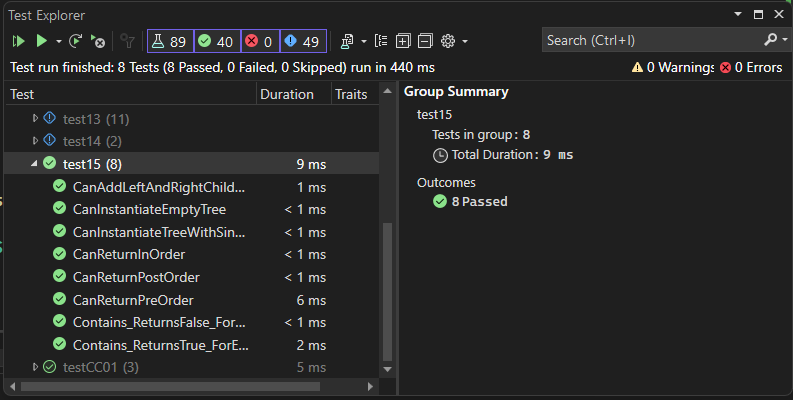 Test Explorer
89 40 0 49
Search (Ctrl+I)
Test run finished: 8 Tests (8 Passed, 0 Failed, 0 Skipped) run in 440 ms
0 Warnings 0 Errors
Test Duration Traits
test13 (11)
test14 (2)
test15 (8) 9 ms
CanAddLeftAndRightChild... 1 ms
CanInstantiateEmptyTree < 1 ms
CanInstantiateTreeWithSin... < 1 ms
CanReturnInOrder < 1 ms
CanReturnPostOrder < 1 ms
CanReturnPreOrder 6 ms
Contains_ReturnsFalse_For... < 1 ms
Contains_ReturnsTrue_ForE... 2 ms
testCC01 (3) 5 ms
Group Summary
test15
Tests in group: 8
Total Duration: 9 ms
Outcomes
8 Passed